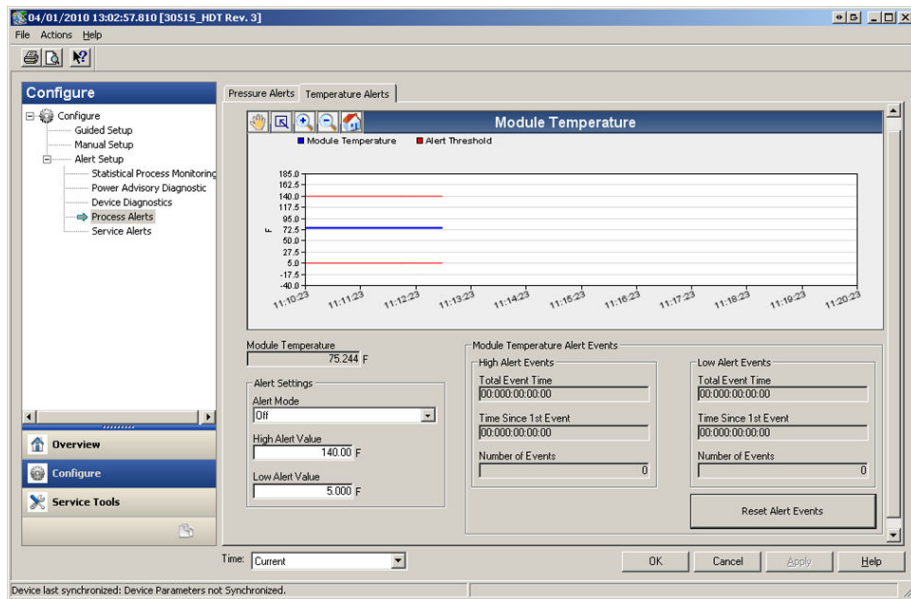 04/01/2010 13:02:57.810 [3051S_HDT Rev. 3]
File Actions Help
Configure
Configure
Guided Setup
Manual Setup
Alert Setup
Statistical Process Monitoring
Power Advisory Diagnostic
Device Diagnostics
Process Alerts
Service Alerts
Overview
Configure
Service Tools
Pressure Alerts Temperature Alerts
Module Temperature
Module Temperature Alert Threshold
185.0
162.5
140.0
117.5
95.0
72.5
50.0
27.5
5.0
-17.5
-40.0
F
11:10:23 11:11:23 11:12:23 11:13:23 11:14:23 11:15:23 11:16:23 11:17:23 11:18:23 11:19:23 11:20:23
Module Temperature
75.244 F
Alert Settings
Alert Mode
Off
High Alert Value
140.00 F
Low Alert Value
5.000 F
Module Temperature Alert Events
High Alert Events
Total Event Time
00:000:00:00:00
Time Since 1st Event
00:000:00:00:00
Number of Events
0
Low Alert Events
Total Event Time
00:000:00:00:00
Time Since 1st Event
00:000:00:00:00
Number of Events
0
Reset Alert Events
Time: Current
OK Cancel Apply Help
Device last synchronized: Device Parameters not Synchronized.